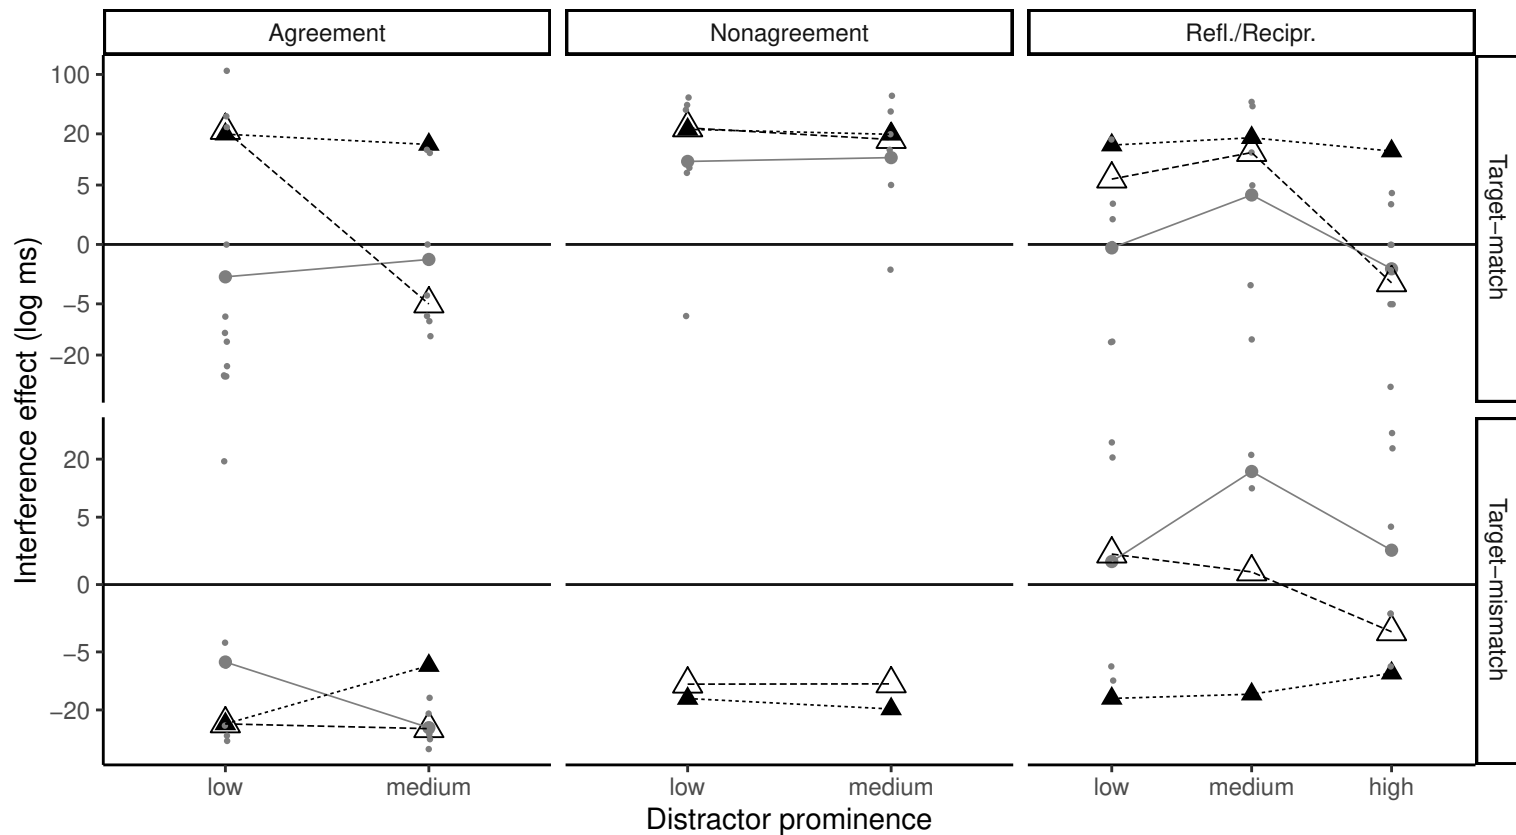 Agreement
Nonagreement
Refl./Recipr.
Interference effect (log ms)
100
20
5
0
−5
−20
Target−match
20
5
0
−5
−20
Target−mismatch
low
medium
low
medium
low
medium
high
Distractor prominence